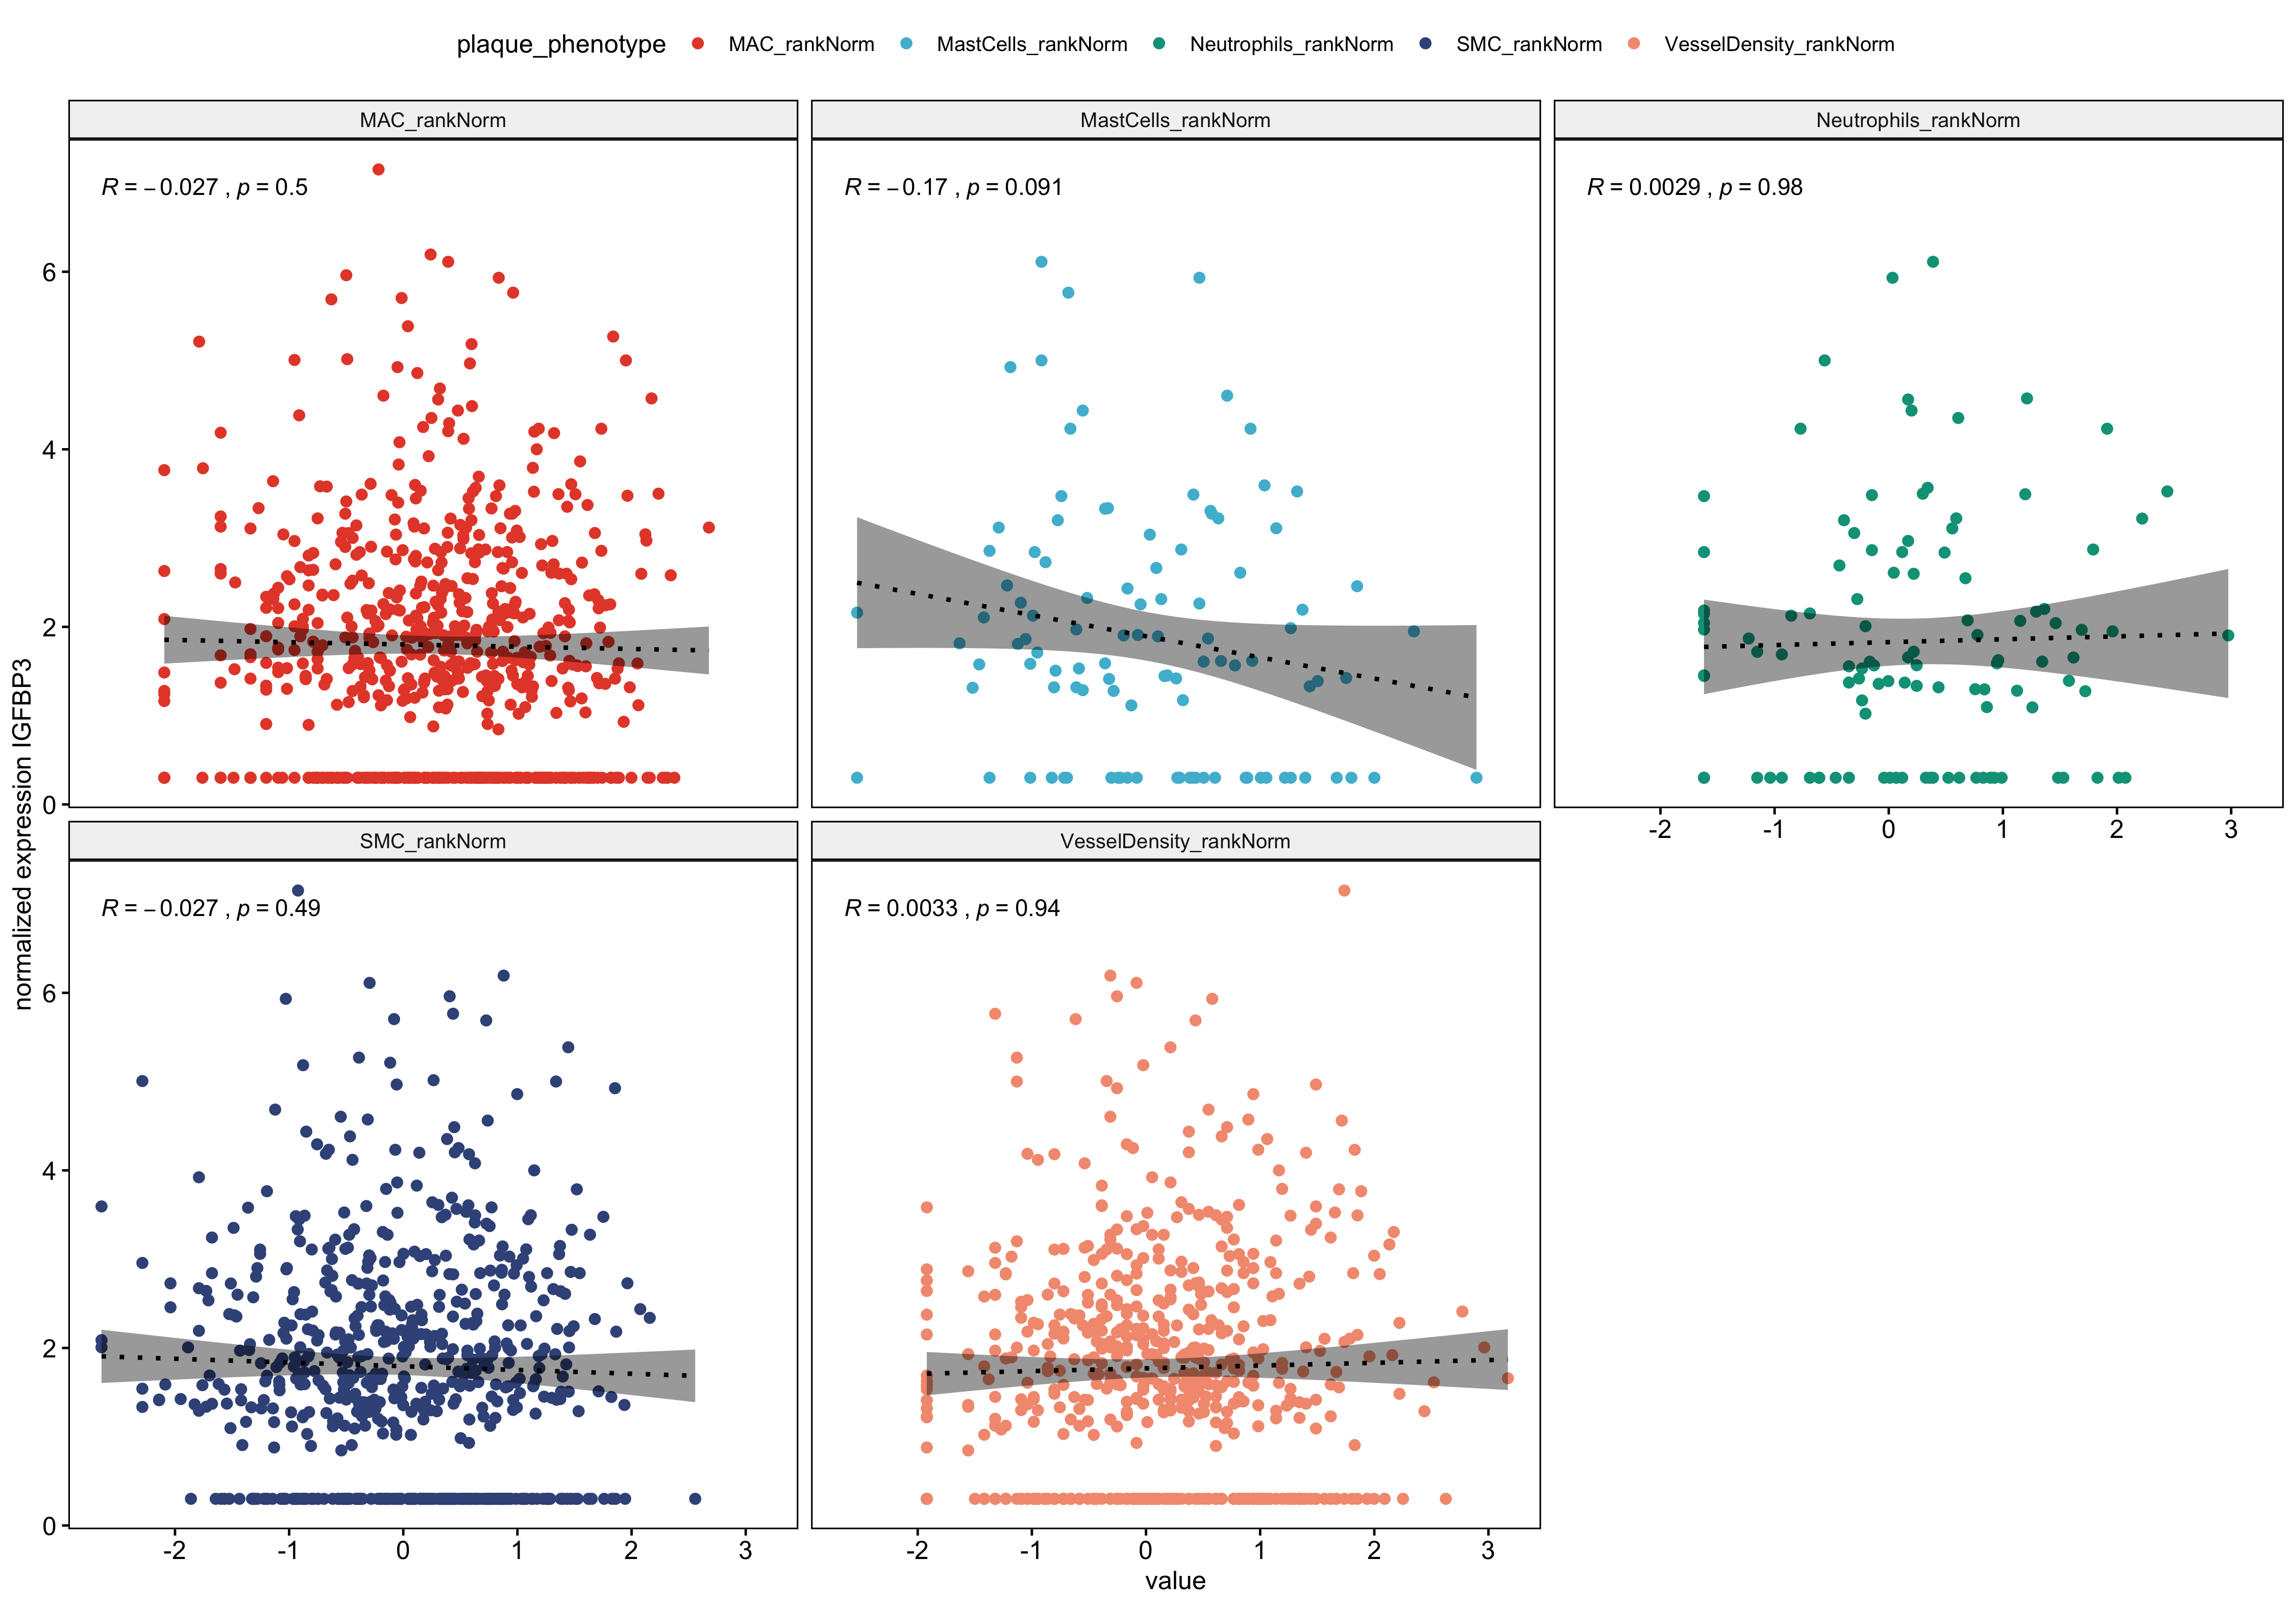 plaque_phenotype MAC_rankNorm MastCells_rankNorm Neutrophils_rankNorm SMC_rankNorm VesselDensity_rankNorm
MAC_rankNorm MastCells_rankNorm Neutrophils_rankNorm
R = −0.027 , p = 0.5 R = −0.17 , p = 0.091 R = 0.0029 , p = 0.98
6
4
2
0
-2 -1 0 1 2 3
normalized expression IGFBP3
SMC_rankNorm VesselDensity_rankNorm
R = −0.027 , p = 0.49 R = 0.0033 , p = 0.94
6
4
2
0
-2 -1 0 1 2 3 -2 -1 0 1 2 3
value